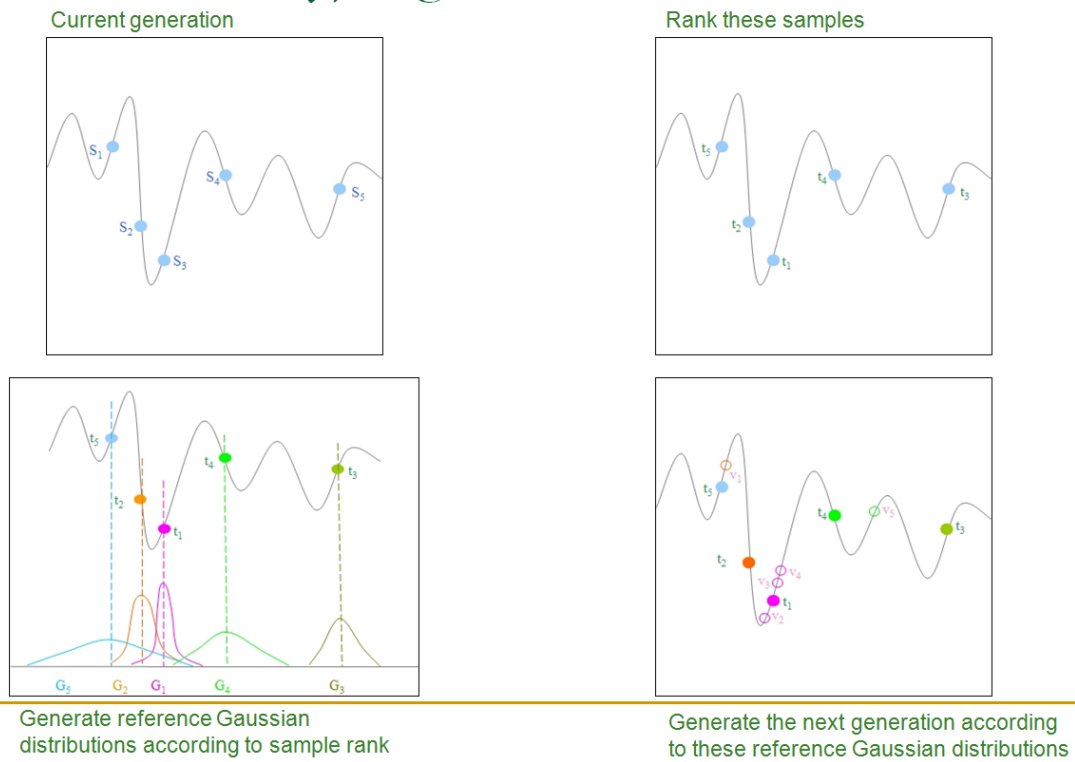 Current generation
Rank these samples
S1
S2
S3
S4
S5
t5
t2
t1
t4
t3
t5
t2
t1
t4
t3
G5 G2 G1 G4 G3
v1
t5
t2
v4
v3
t1
v2
t4
v5
t3
Generate reference Gaussian
distributions according to sample rank
Generate the next generation according
to these reference Gaussian distributions